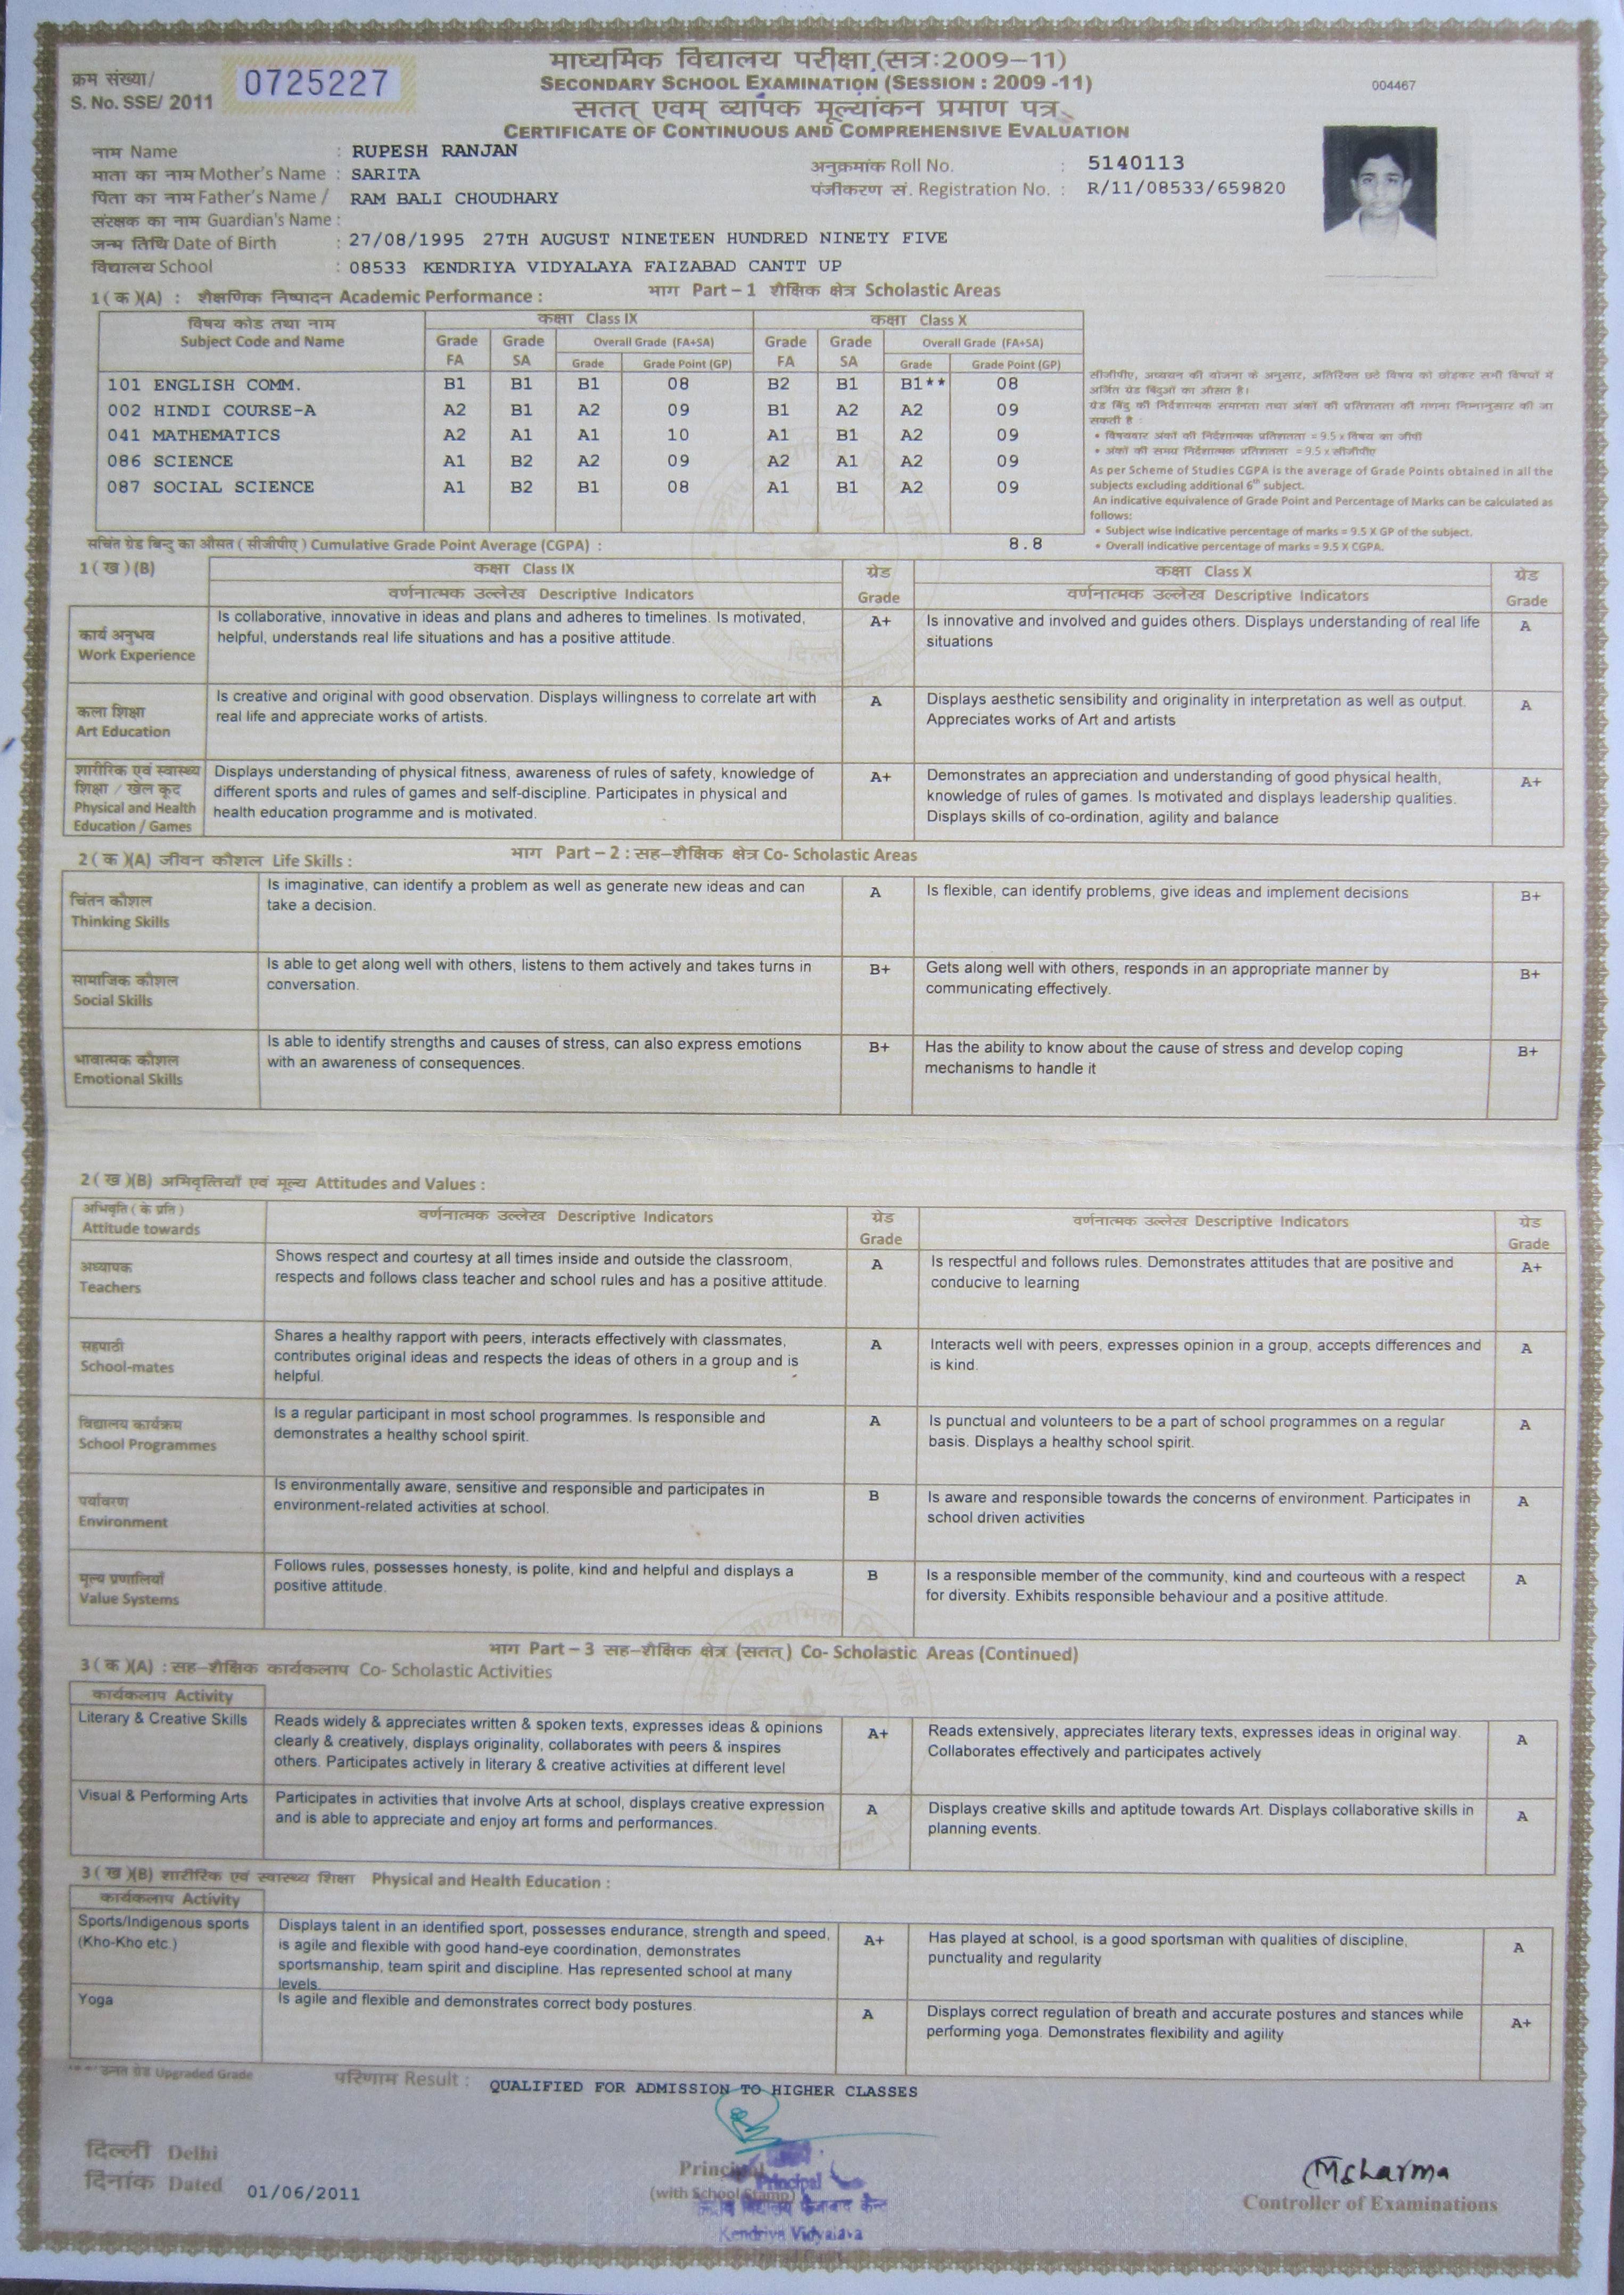 माध्यमिक विद्यालय परीक्षा (सत्र:2009–11)
क्रम संख्या/
S. No. SSE/ 2011
0725227
SECONDARY SCHOOL EXAMINATION (SESSION : 2009 -11)
004467
सतत् एवम् व्यापक मूल्यांकन प्रमाण पत्र
CERTIFICATE OF CONTINUOUS AND COMPREHENSIVE EVALUATION
नाम Name : RUPESH RANJAN
अनुक्रमांक Roll No. : 5140113
माता का नाम Mother's Name : SARITA
पंजीकरण सं. Registration No. : R/11/08533/659820
पिता का नाम Father's Name / RAM BALI CHOUDHARY
संरक्षक का नाम Guardian's Name :
जन्म तिथि Date of Birth : 27/08/1995 27TH AUGUST NINETEEN HUNDRED NINETY FIVE
विद्यालय School : 08533 KENDRIYA VIDYALAYA FAIZABAD CANTT UP
1(क)(A) : शैक्षणिक निष्पादन Academic Performance :
भाग Part – 1 शैक्षिक क्षेत्र Scholastic Areas
विषय कोड तथा नाम
Subject Code and Name
कक्षा Class IX
कक्षा Class X
Grade FA
Grade SA
Overall Grade (FA+SA)
Grade
Grade Point (GP)
Grade FA
Grade SA
Overall Grade (FA+SA)
Grade
Grade Point (GP)
101 ENGLISH COMM. B1 B1 B1 08 B2 B1 B1** 08
002 HINDI COURSE-A A2 B1 A2 09 B1 A2 A2 09
041 MATHEMATICS A2 A1 A1 10 A1 B1 A2 09
086 SCIENCE A1 B2 A2 09 A2 A1 A2 09
087 SOCIAL SCIENCE A1 B2 B1 08 A1 B1 A2 09
सीजीपीए, अध्ययन की योजना के अनुसार, अतिरिक्त छठे विषय को छोडकर सभी विषयों में
अर्जित ग्रेड बिंदुओं का औसत है।
ग्रेड बिंदु की निर्देशात्मक समानता तथा अंकों की प्रतिशतता की गणना निम्नानुसार की जा
सकती है :
• विषयवार अंकों की निर्देशात्मक प्रतिशतता = 9.5 x विषय का जीपी
• अंकों की समग्र निर्देशात्मक प्रतिशतता = 9.5 x सीजीपीए
As per Scheme of Studies CGPA is the average of Grade Points obtained in all the
subjects excluding additional 6th subject.
An indicative equivalence of Grade Point and Percentage of Marks can be calculated as
follows:
• Subject wise indicative percentage of marks = 9.5 X GP of the subject.
• Overall indicative percentage of marks = 9.5 X CGPA.
संचित ग्रेड बिन्दु का औसत (सीजीपीए) Cumulative Grade Point Average (CGPA) : 8.8
1(ख)(B)
कक्षा Class IX
वर्णनात्मक उल्लेख Descriptive Indicators
ग्रेड
Grade
कक्षा Class X
वर्णनात्मक उल्लेख Descriptive Indicators
ग्रेड
Grade
कार्य अनुभव
Work Experience
Is collaborative, innovative in ideas and plans and adheres to timelines. Is motivated,
helpful, understands real life situations and has a positive attitude.
A+
Is innovative and involved and guides others. Displays understanding of real life
situations
A
कला शिक्षा
Art Education
Is creative and original with good observation. Displays willingness to correlate art with
real life and appreciate works of artists.
A
Displays aesthetic sensibility and originality in interpretation as well as output.
Appreciates works of Art and artists
A
शारीरिक एवं स्वास्थ्य
शिक्षा / खेल कूद
Physical and Health
Education / Games
Displays understanding of physical fitness, awareness of rules of safety, knowledge of
different sports and rules of games and self-discipline. Participates in physical and
health education programme and is motivated.
A+
Demonstrates an appreciation and understanding of good physical health,
knowledge of rules of games. Is motivated and displays leadership qualities.
Displays skills of co-ordination, agility and balance
A+
2(क)(A) जीवन कौशल Life Skills :
भाग Part – 2 : सह–शैक्षिक क्षेत्र Co- Scholastic Areas
चिंतन कौशल
Thinking Skills
Is imaginative, can identify a problem as well as generate new ideas and can
take a decision.
A
Is flexible, can identify problems, give ideas and implement decisions
B+
सामाजिक कौशल
Social Skills
Is able to get along well with others, listens to them actively and takes turns in
conversation.
B+
Gets along well with others, responds in an appropriate manner by
communicating effectively.
B+
भावात्मक कौशल
Emotional Skills
Is able to identify strengths and causes of stress, can also express emotions
with an awareness of consequences.
B+
Has the ability to know about the cause of stress and develop coping
mechanisms to handle it
B+
2(ख)(B) अभिवृत्तियाँ एवं मूल्य Attitudes and Values :
अभिवृति (के प्रति)
Attitude towards
वर्णनात्मक उल्लेख Descriptive Indicators
ग्रेड
Grade
वर्णनात्मक उल्लेख Descriptive Indicators
ग्रेड
Grade
अध्यापक
Teachers
Shows respect and courtesy at all times inside and outside the classroom,
respects and follows class teacher and school rules and has a positive attitude.
A
Is respectful and follows rules. Demonstrates attitudes that are positive and
conducive to learning
A+
सहपाठी
School-mates
Shares a healthy rapport with peers, interacts effectively with classmates,
contributes original ideas and respects the ideas of others in a group and is
helpful.
A
Interacts well with peers, expresses opinion in a group, accepts differences and
is kind.
A
विद्यालय कार्यक्रम
School Programmes
Is a regular participant in most school programmes. Is responsible and
demonstrates a healthy school spirit.
A
Is punctual and volunteers to be a part of school programmes on a regular
basis. Displays a healthy school spirit.
A
पर्यावरण
Environment
Is environmentally aware, sensitive and responsible and participates in
environment-related activities at school.
B
Is aware and responsible towards the concerns of environment. Participates in
school driven activities
A
मूल्य प्रणालियाँ
Value Systems
Follows rules, possesses honesty, is polite, kind and helpful and displays a
positive attitude.
B
Is a responsible member of the community, kind and courteous with a respect
for diversity. Exhibits responsible behaviour and a positive attitude.
A
भाग Part – 3 सह–शैक्षिक क्षेत्र (सतत) Co- Scholastic Areas (Continued)
3(क)(A) : सह–शैक्षिक कार्यकलाप Co- Scholastic Activities
कार्यकलाप Activity
Literary & Creative Skills
Reads widely & appreciates written & spoken texts, expresses ideas & opinions
clearly & creatively, displays originality, collaborates with peers & inspires
others. Participates actively in literary & creative activities at different level
A+
Reads extensively, appreciates literary texts, expresses ideas in original way.
Collaborates effectively and participates actively
A
Visual & Performing Arts
Participates in activities that involve Arts at school, displays creative expression
and is able to appreciate and enjoy art forms and performances.
A
Displays creative skills and aptitude towards Art. Displays collaborative skills in
planning events.
A
3(ख)(B) शारीरिक एवं स्वास्थ्य शिक्षा Physical and Health Education :
कार्यकलाप Activity
Sports/Indigenous sports
(Kho-Kho etc.)
Displays talent in an identified sport, possesses endurance, strength and speed,
is agile and flexible with good hand-eye coordination, demonstrates
sportsmanship, team spirit and discipline. Has represented school at many
levels.
A+
Has played at school, is a good sportsman with qualities of discipline,
punctuality and regularity
A
Yoga
Is agile and flexible and demonstrates correct body postures.
A
Displays correct regulation of breath and accurate postures and stances while
performing yoga. Demonstrates flexibility and agility
A+
उन्नत ग्रेड Upgraded Grade
परिणाम Result : QUALIFIED FOR ADMISSION TO HIGHER CLASSES
दिल्ली Delhi
दिनांक Dated 01/06/2011
Principal
(with School Stamp)
Principal
Kendriya Vidyalaya
MSharma
Controller of Examinations